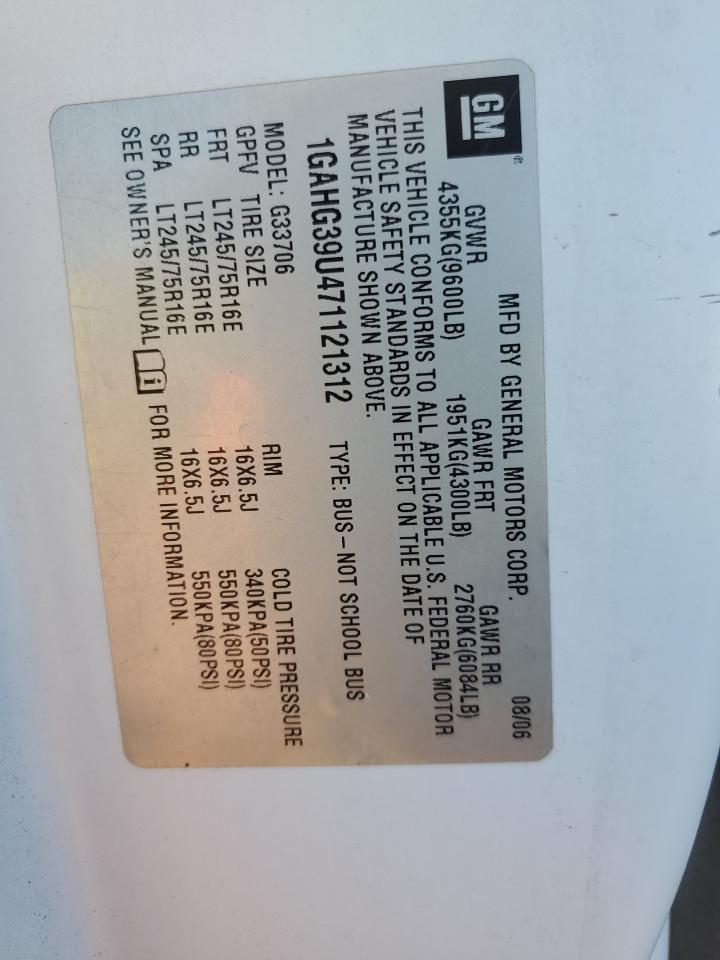 GM®
MFD BY GENERAL MOTORS CORP. 08/06
GVWR GAWR FRT GAWR RR
4355KG(9600LB) 1951KG(4300LB) 2760KG(6084LB)
THIS VEHICLE CONFORMS TO ALL APPLICABLE U.S. FEDERAL MOTOR
VEHICLE SAFETY STANDARDS IN EFFECT ON THE DATE OF
MANUFACTURE SHOWN ABOVE.
1GAHG39U471121312 TYPE: BUS–NOT SCHOOL BUS
MODEL: G33706
GPFV TIRE SIZE RIM COLD TIRE PRESSURE
FRT LT245/75R16E 16X6.5J 340KPA(50PSI)
RR LT245/75R16E 16X6.5J 550KPA(80PSI)
SPA LT245/75R16E 16X6.5J 550KPA(80PSI)
SEE OWNER'S MANUAL FOR MORE INFORMATION.